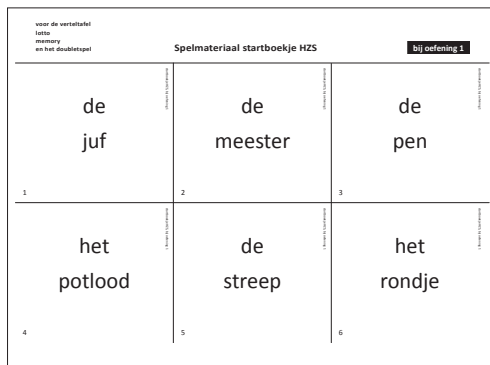 voor de verteltafel
lotto
memory
en het doubletspel
Spelmateriaal startboekje HZS
bij oefening 1
de
juf
1
de
meester
2
de
pen
3
het
potlood
4
de
streep
5
het
rondje
6